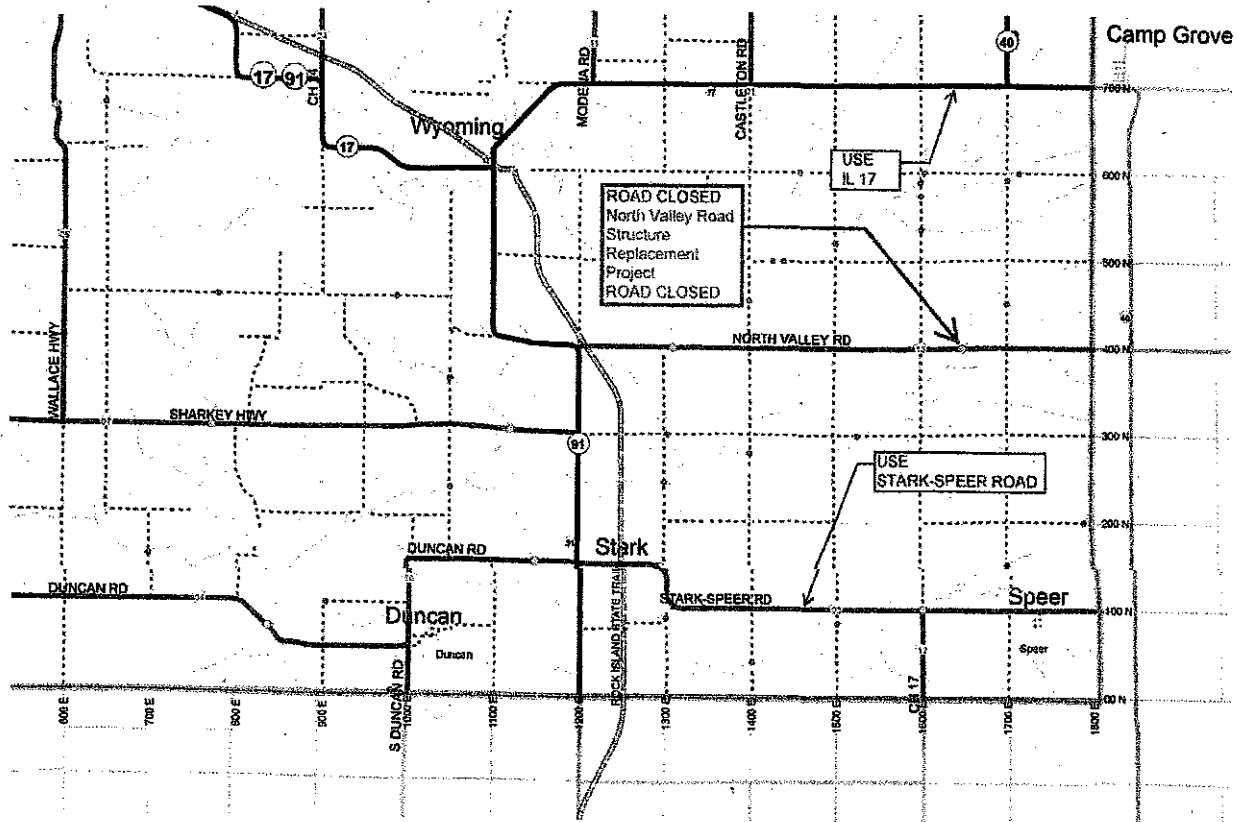 Camp Grove
40
17 91
CH
MODENA RD
CASTLETON RD
700 N
Wyoming
17
USE
IL 17
600 N
ROAD CLOSED
North Valley Road
Structure
Replacement
Project
ROAD CLOSED
500 N
WALLACE HWY
NORTH VALLEY RD
400 N
SHARKEY HWY
91
300 N
USE
STARK-SPEER ROAD
200 N
DUNCAN RD
Stark
DUNCAN RD
STARK-SPEER RD
Speer
100 N
Duncan
Duncan
Speer
S DUNCAN RD
ROCK ISLAND STATE TRAIL
CH 17
00 N
600 E
700 E
800 E
900 E
1000 E
1100 E
1200 E
1300 E
1400 E
1500 E
1600 E
1700 E
1800 E